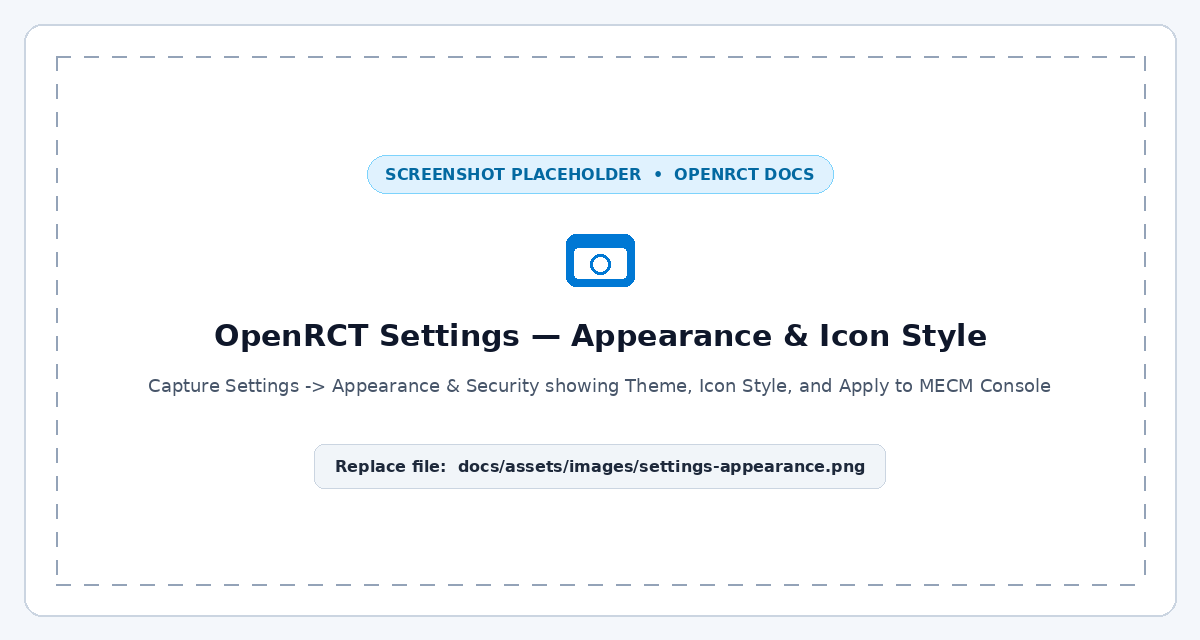 SCREENSHOT PLACEHOLDER • OPENRCT DOCS
OpenRCT Settings — Appearance & Icon Style
Capture Settings -> Appearance & Security showing Theme, Icon Style, and Apply to MECM Console
Replace file: docs/assets/images/settings-appearance.png